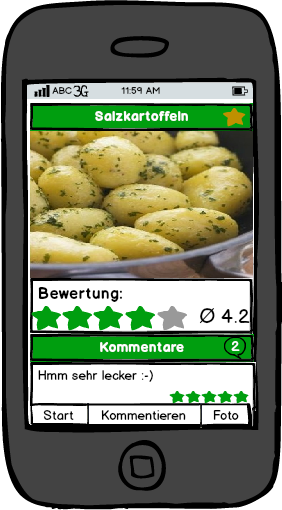 ABC 3G 11:59 AM
Salzkartoffeln
Bewertung:
Ø 4.2
Kommentare 2
Hmm sehr lecker :-)
Start Kommentieren Foto